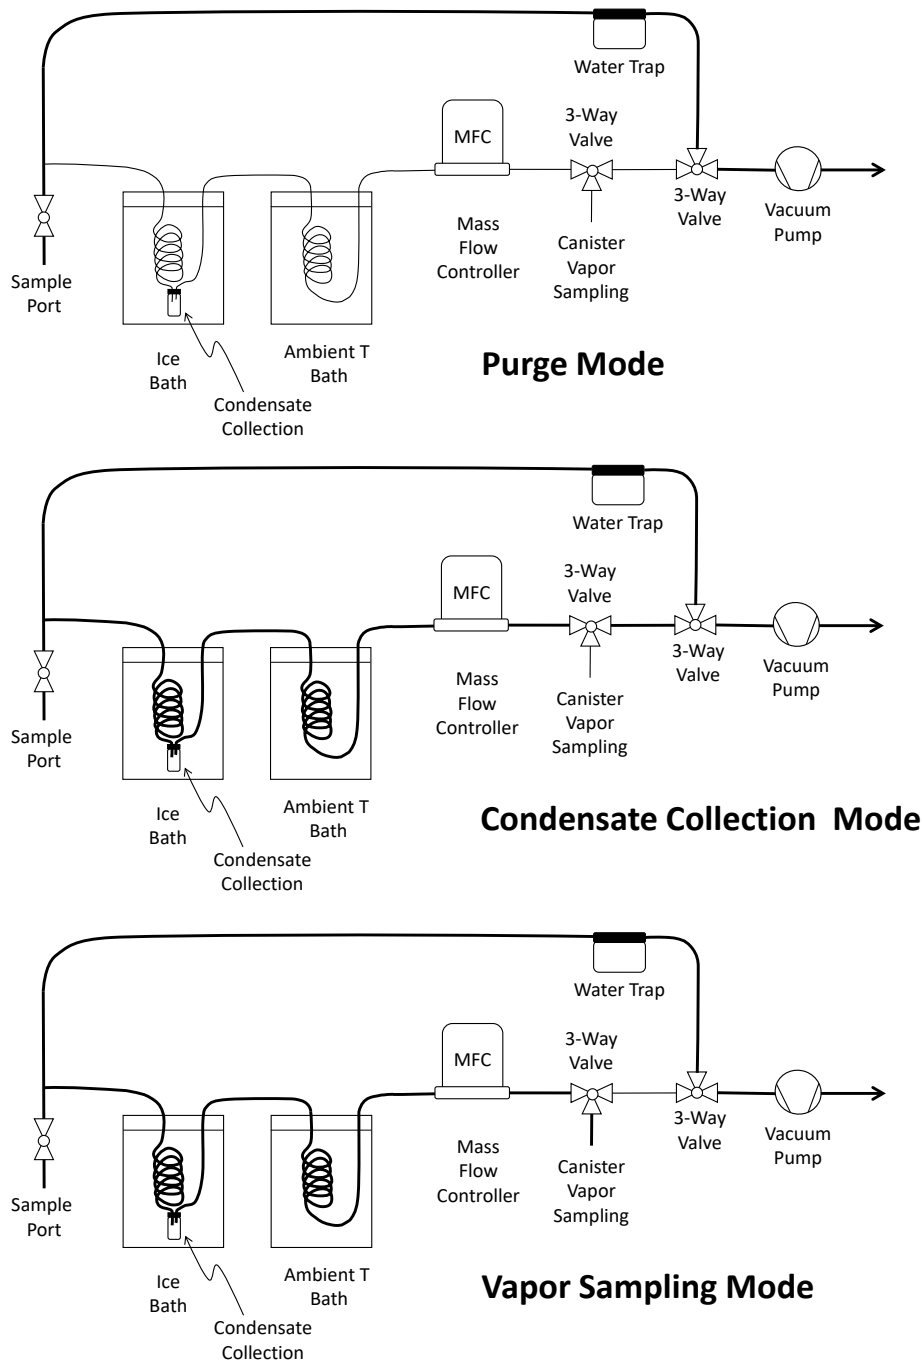 Water Trap
3-Way
Valve
MFC
3-Way
Valve
Vacuum
Pump
Mass
Flow
Controller
Canister
Vapor
Sampling
Sample
Port
Ice
Bath
Ambient T
Bath
Condensate
Collection
Purge Mode
Water Trap
3-Way
Valve
MFC
3-Way
Valve
Vacuum
Pump
Mass
Flow
Controller
Canister
Vapor
Sampling
Sample
Port
Ice
Bath
Ambient T
Bath
Condensate
Collection
Condensate Collection  Mode
Water Trap
3-Way
Valve
MFC
3-Way
Valve
Vacuum
Pump
Mass
Flow
Controller
Canister
Vapor
Sampling
Sample
Port
Ice
Bath
Ambient T
Bath
Condensate
Collection
Vapor Sampling Mode